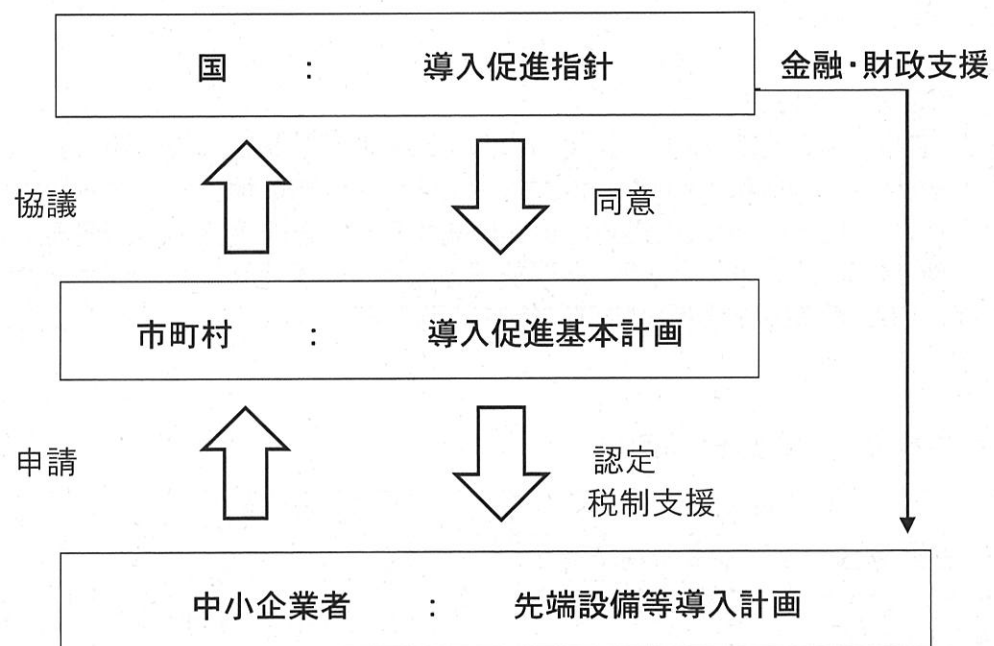 国 : 導入促進指針
金融・財政支援
協議
同意
市町村 : 導入促進基本計画
申請
認定
税制支援
中小企業者 : 先端設備等導入計画